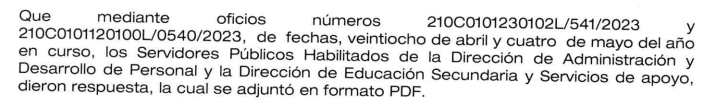 Que mediante oficios números 210C0101230102L/541/2023 y
210C0101120100L/0540/2023, de fechas, veintiocho de abril y cuatro de mayo del año
en curso, los Servidores Públicos Habilitados de la Dirección de Administración y
Desarrollo de Personal y la Dirección de Educación Secundaria y Servicios de apoyo,
dieron respuesta, la cual se adjuntó en formato PDF.